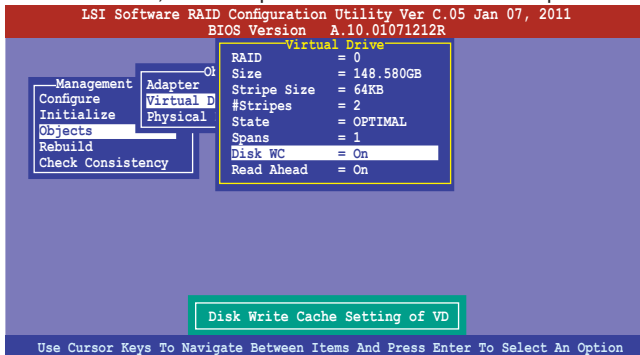 LSI Software RAID Configuration Utility Ver C.05 Jan 07, 2011
BIOS Version A.10.01071212R
Management
Configure
Initialize
Objects
Rebuild
Check Consistency
Adapter
Virtual D
Physical
Virtual Drive
RAID = 0
Size = 148.580GB
Stripe Size = 64KB
#Stripes = 2
State = OPTIMAL
Spans = 1
Disk WC = On
Read Ahead = On
Disk Write Cache Setting of VD
Use Cursor Keys To Navigate Between Items And Press Enter To Select An Option